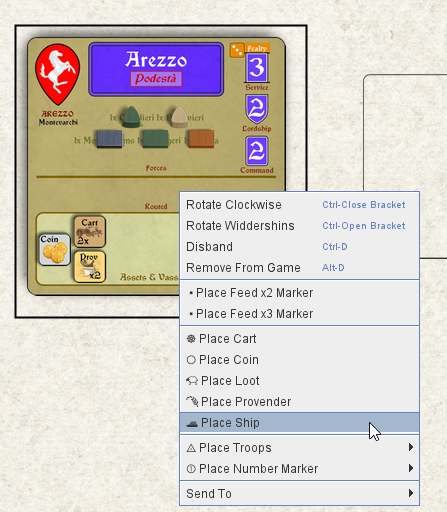 Arezzo
Podestà
AREZZO
Montevarchi
Fealty
3
Service
2
Lordship
2
Command
Forces
Routed
Coin
Cart
2x
Prov
x2
Assets & Vass
Rotate Clockwise Ctrl-Close Bracket
Rotate Widdershins Ctrl-Open Bracket
Disband Ctrl-D
Remove From Game Alt-D
Place Feed x2 Marker
Place Feed x3 Marker
Place Cart
Place Coin
Place Loot
Place Provender
Place Ship
Place Troops
Place Number Marker
Send To